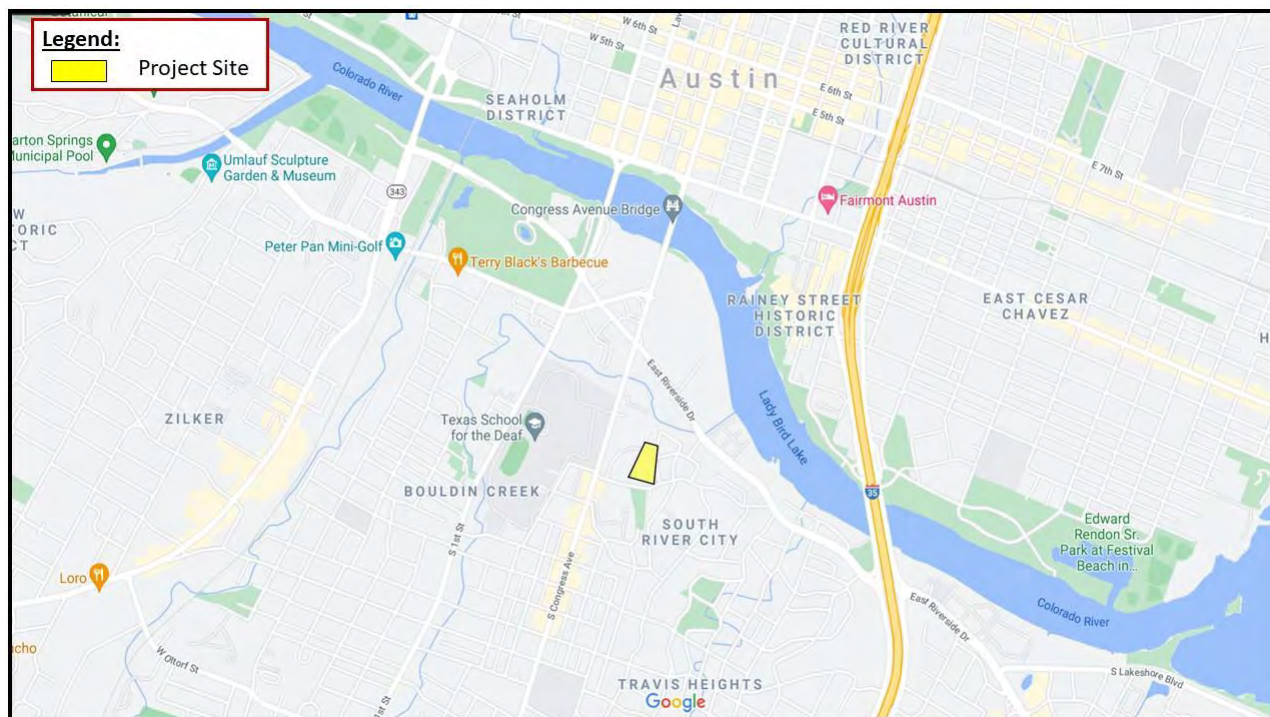 Legend:
Project Site
Colorado River
W 6th St
W 5th St
RED RIVER
CULTURAL
DISTRICT
Austin
E 6th St
E 5th St
E 7th St
SEAHOLM
DISTRICT
arton Springs
Municipal Pool
Umlauf Sculpture
Garden & Museum
343
Congress Avenue Bridge
Fairmont Austin
Peter Pan Mini-Golf
Terry Black's Barbecue
RAINEY STREET
HISTORIC
DISTRICT
EAST CESAR
CHAVEZ
East Riverside Dr
Lady Bird Lake
ZILKER
Texas School
for the Deaf
BOULDIN CREEK
S 1st St
SOUTH
RIVER CITY
35
Edward
Rendon Sr.
Park at Festival
Beach in...
Loro
S Congress Ave
East Riverside Dr
Colorado River
W Oltorf St
S Lakeshore Blvd
TRAVIS HEIGHTS
Google